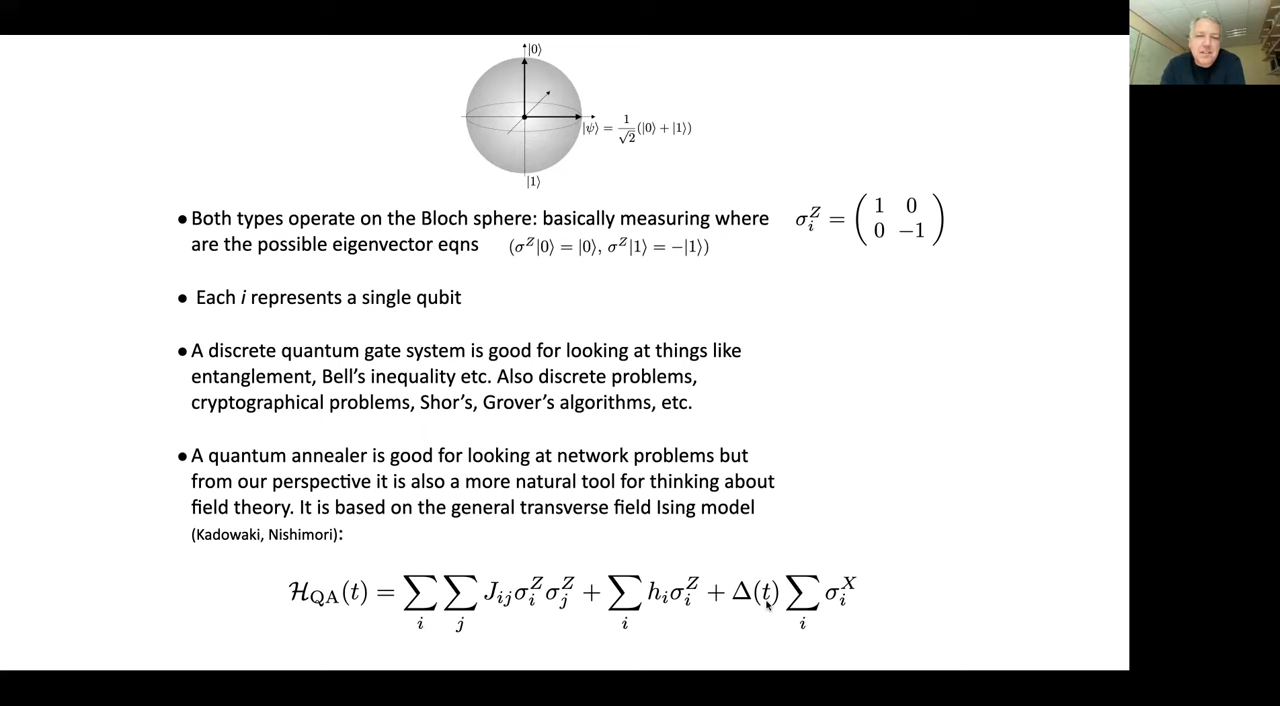 |0⟩
|ψ⟩ = 1/√2 (|0⟩ + |1⟩)
|1⟩
● Both types operate on the Bloch sphere: basically measuring where
are the possible eigenvector eqns (σ^Z|0⟩ = |0⟩, σ^Z|1⟩ = −|1⟩)
σ_i^Z = ( 1 0
0 −1 )
● Each i represents a single qubit
● A discrete quantum gate system is good for looking at things like
entanglement, Bell's inequality etc. Also discrete problems,
cryptographical problems, Shor's, Grover's algorithms, etc.
● A quantum annealer is good for looking at network problems but
from our perspective it is also a more natural tool for thinking about
field theory. It is based on the general transverse field Ising model
(Kadowaki, Nishimori):
ℋ_QA(t) = ∑_i ∑_j J_ij σ_i^Z σ_j^Z + ∑_i h_i σ_i^Z + Δ(t) ∑_i σ_i^X